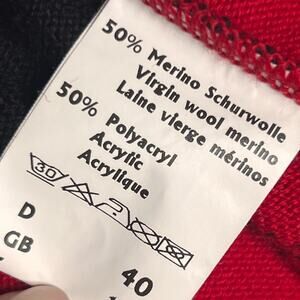 50% Merino Schurwolle
Virgin wool merino
Laine vierge mérinos
50% Polyacryl
Acrylic
Acrylique
30
D 40
GB